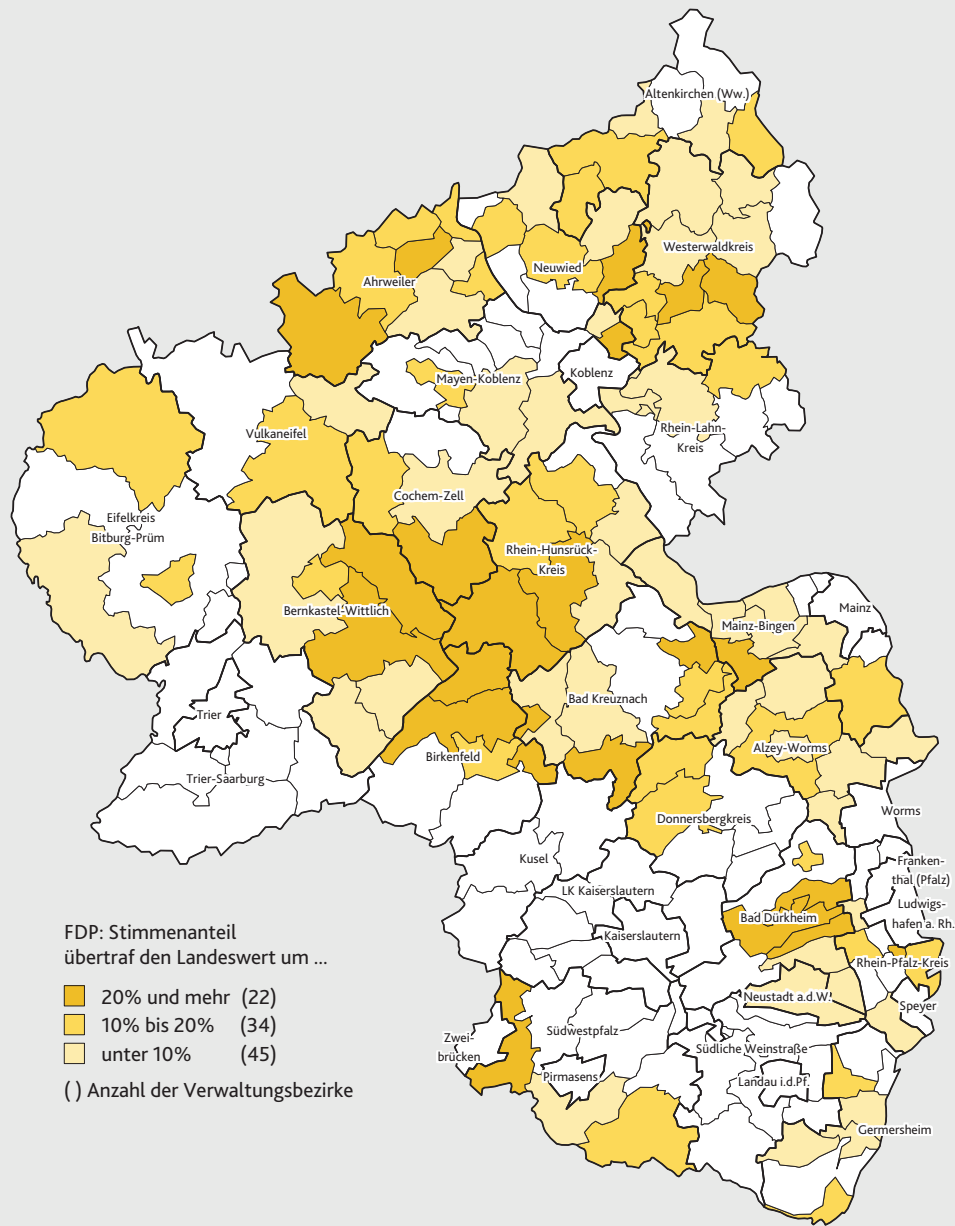 Altenkirchen (Ww.)
Westerwaldkreis
Neuwied
Ahrweiler
Mayen-Koblenz
Koblenz
Rhein-Lahn-
Kreis
Vulkaneifel
Cochem-Zell
Eifelkreis
Bitburg-Prüm
Rhein-Hunsrück-
Kreis
Bernkastel-Wittlich
Mainz
Mainz-Bingen
Bad Kreuznach
Trier
Alzey-Worms
Birkenfeld
Trier-Saarburg
Worms
Donnersbergkreis
Kusel
Franken-
thal (Pfalz)
LK Kaiserslautern
Ludwigs-
hafen a. Rh.
Bad Dürkheim
Kaiserslautern
Rhein-Pfalz-Kreis
Neustadt a.d.W.
Speyer
Südwestpfalz
Zwei-
brücken
Südliche Weinstraße
Pirmasens
Landau i.d.Pf.
Germersheim
FDP: Stimmenanteil
übertraf den Landeswert um ...
20% und mehr (22)
10% bis 20% (34)
unter 10% (45)
( ) Anzahl der Verwaltungsbezirke